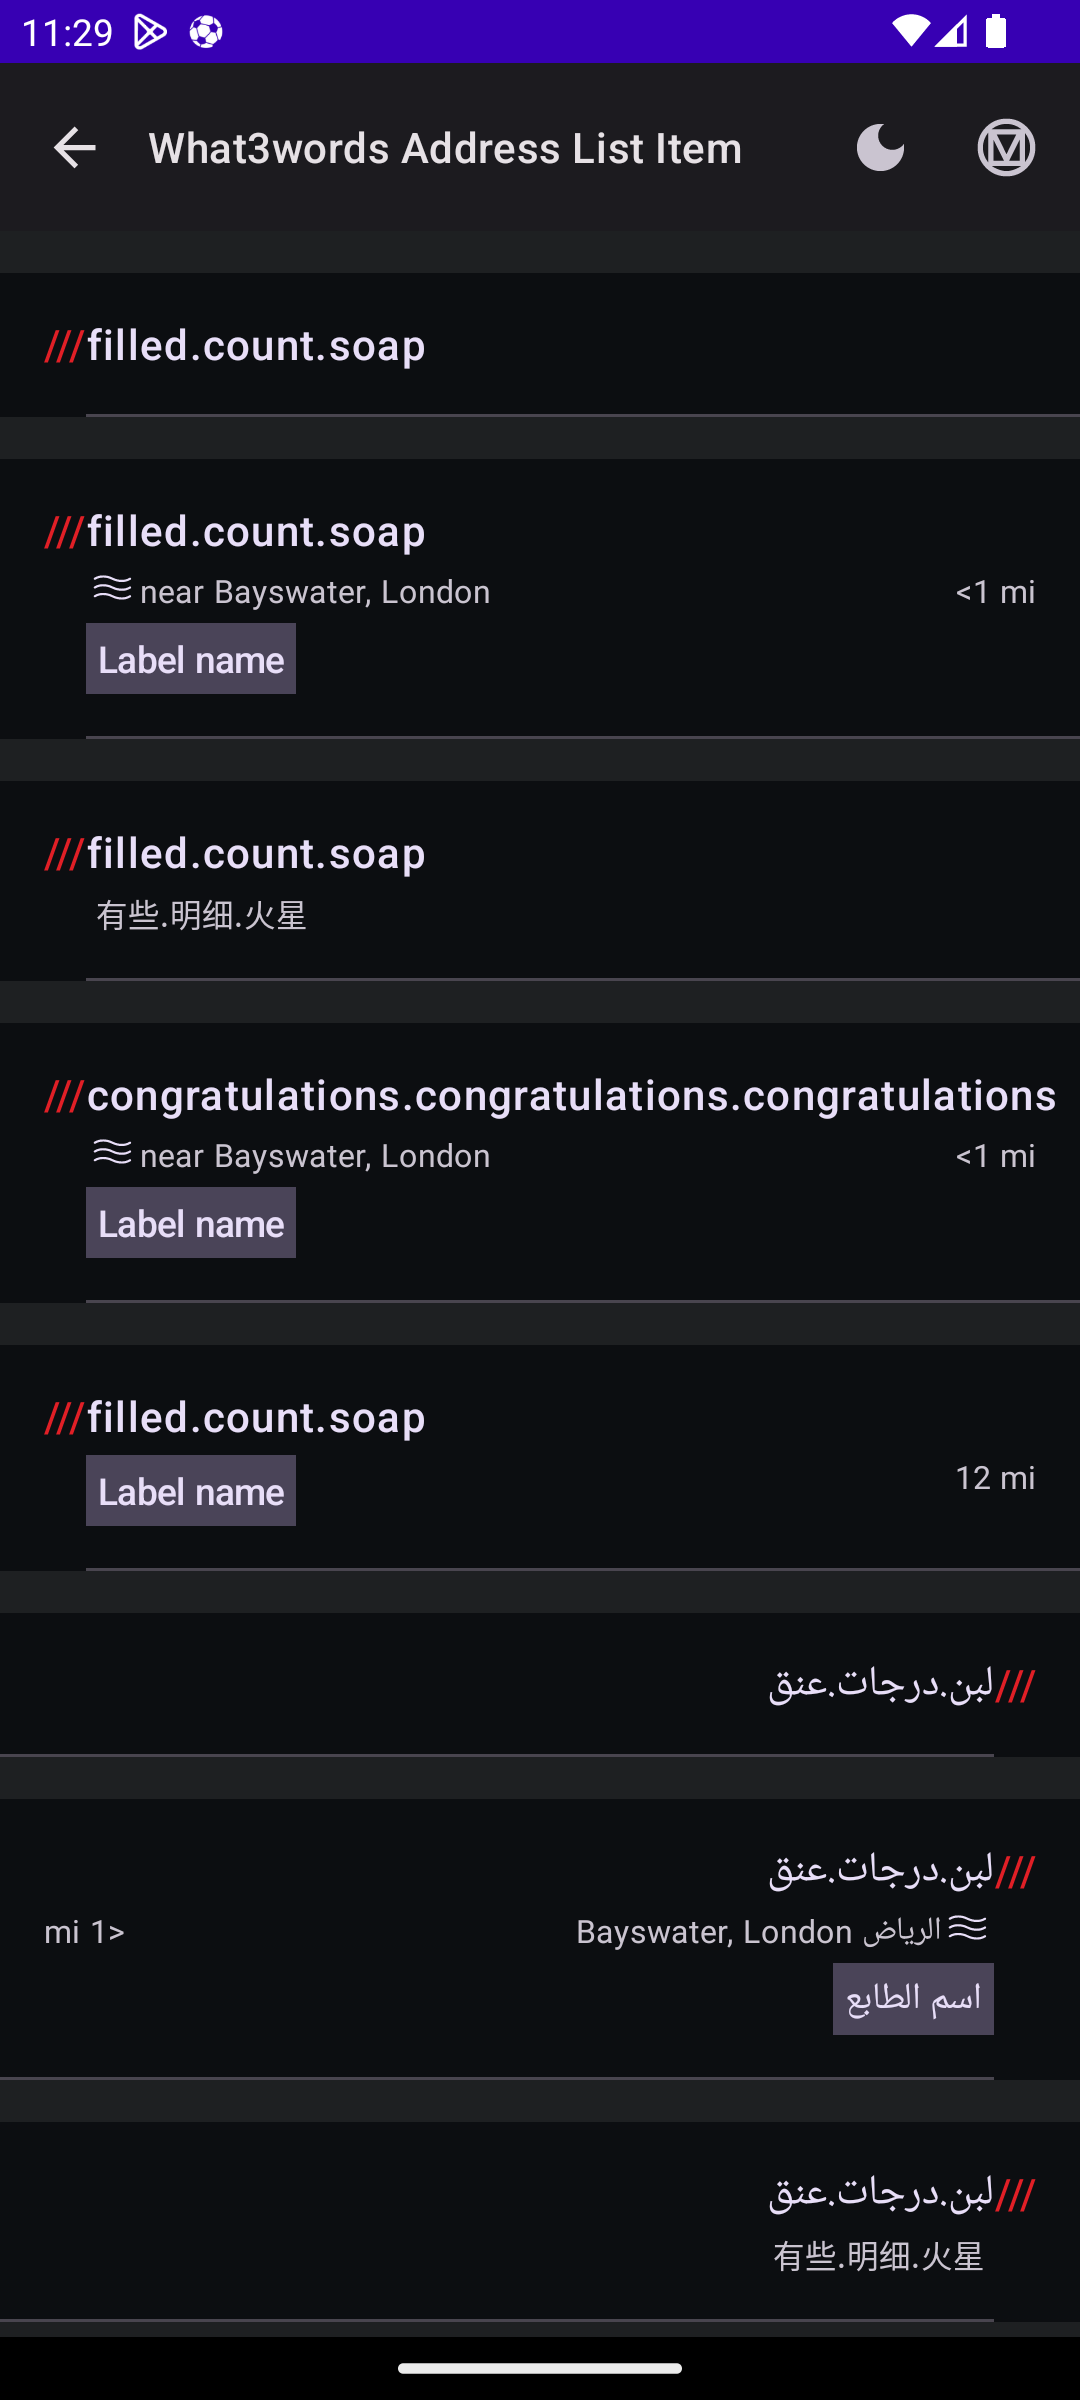 11:29
What3words Address List Item
///filled.count.soap
///filled.count.soap
near Bayswater, London <1 mi
Label name
///filled.count.soap
有些.明细.火星
///congratulations.congratulations.congratulations
near Bayswater, London <1 mi
Label name
///filled.count.soap
Label name
12 mi
///لبن.درجات.عنق
///لبن.درجات.عنق
الرياض Bayswater, London <1 mi
اسم الطابع
///لبن.درجات.عنق
有些.明细.火星